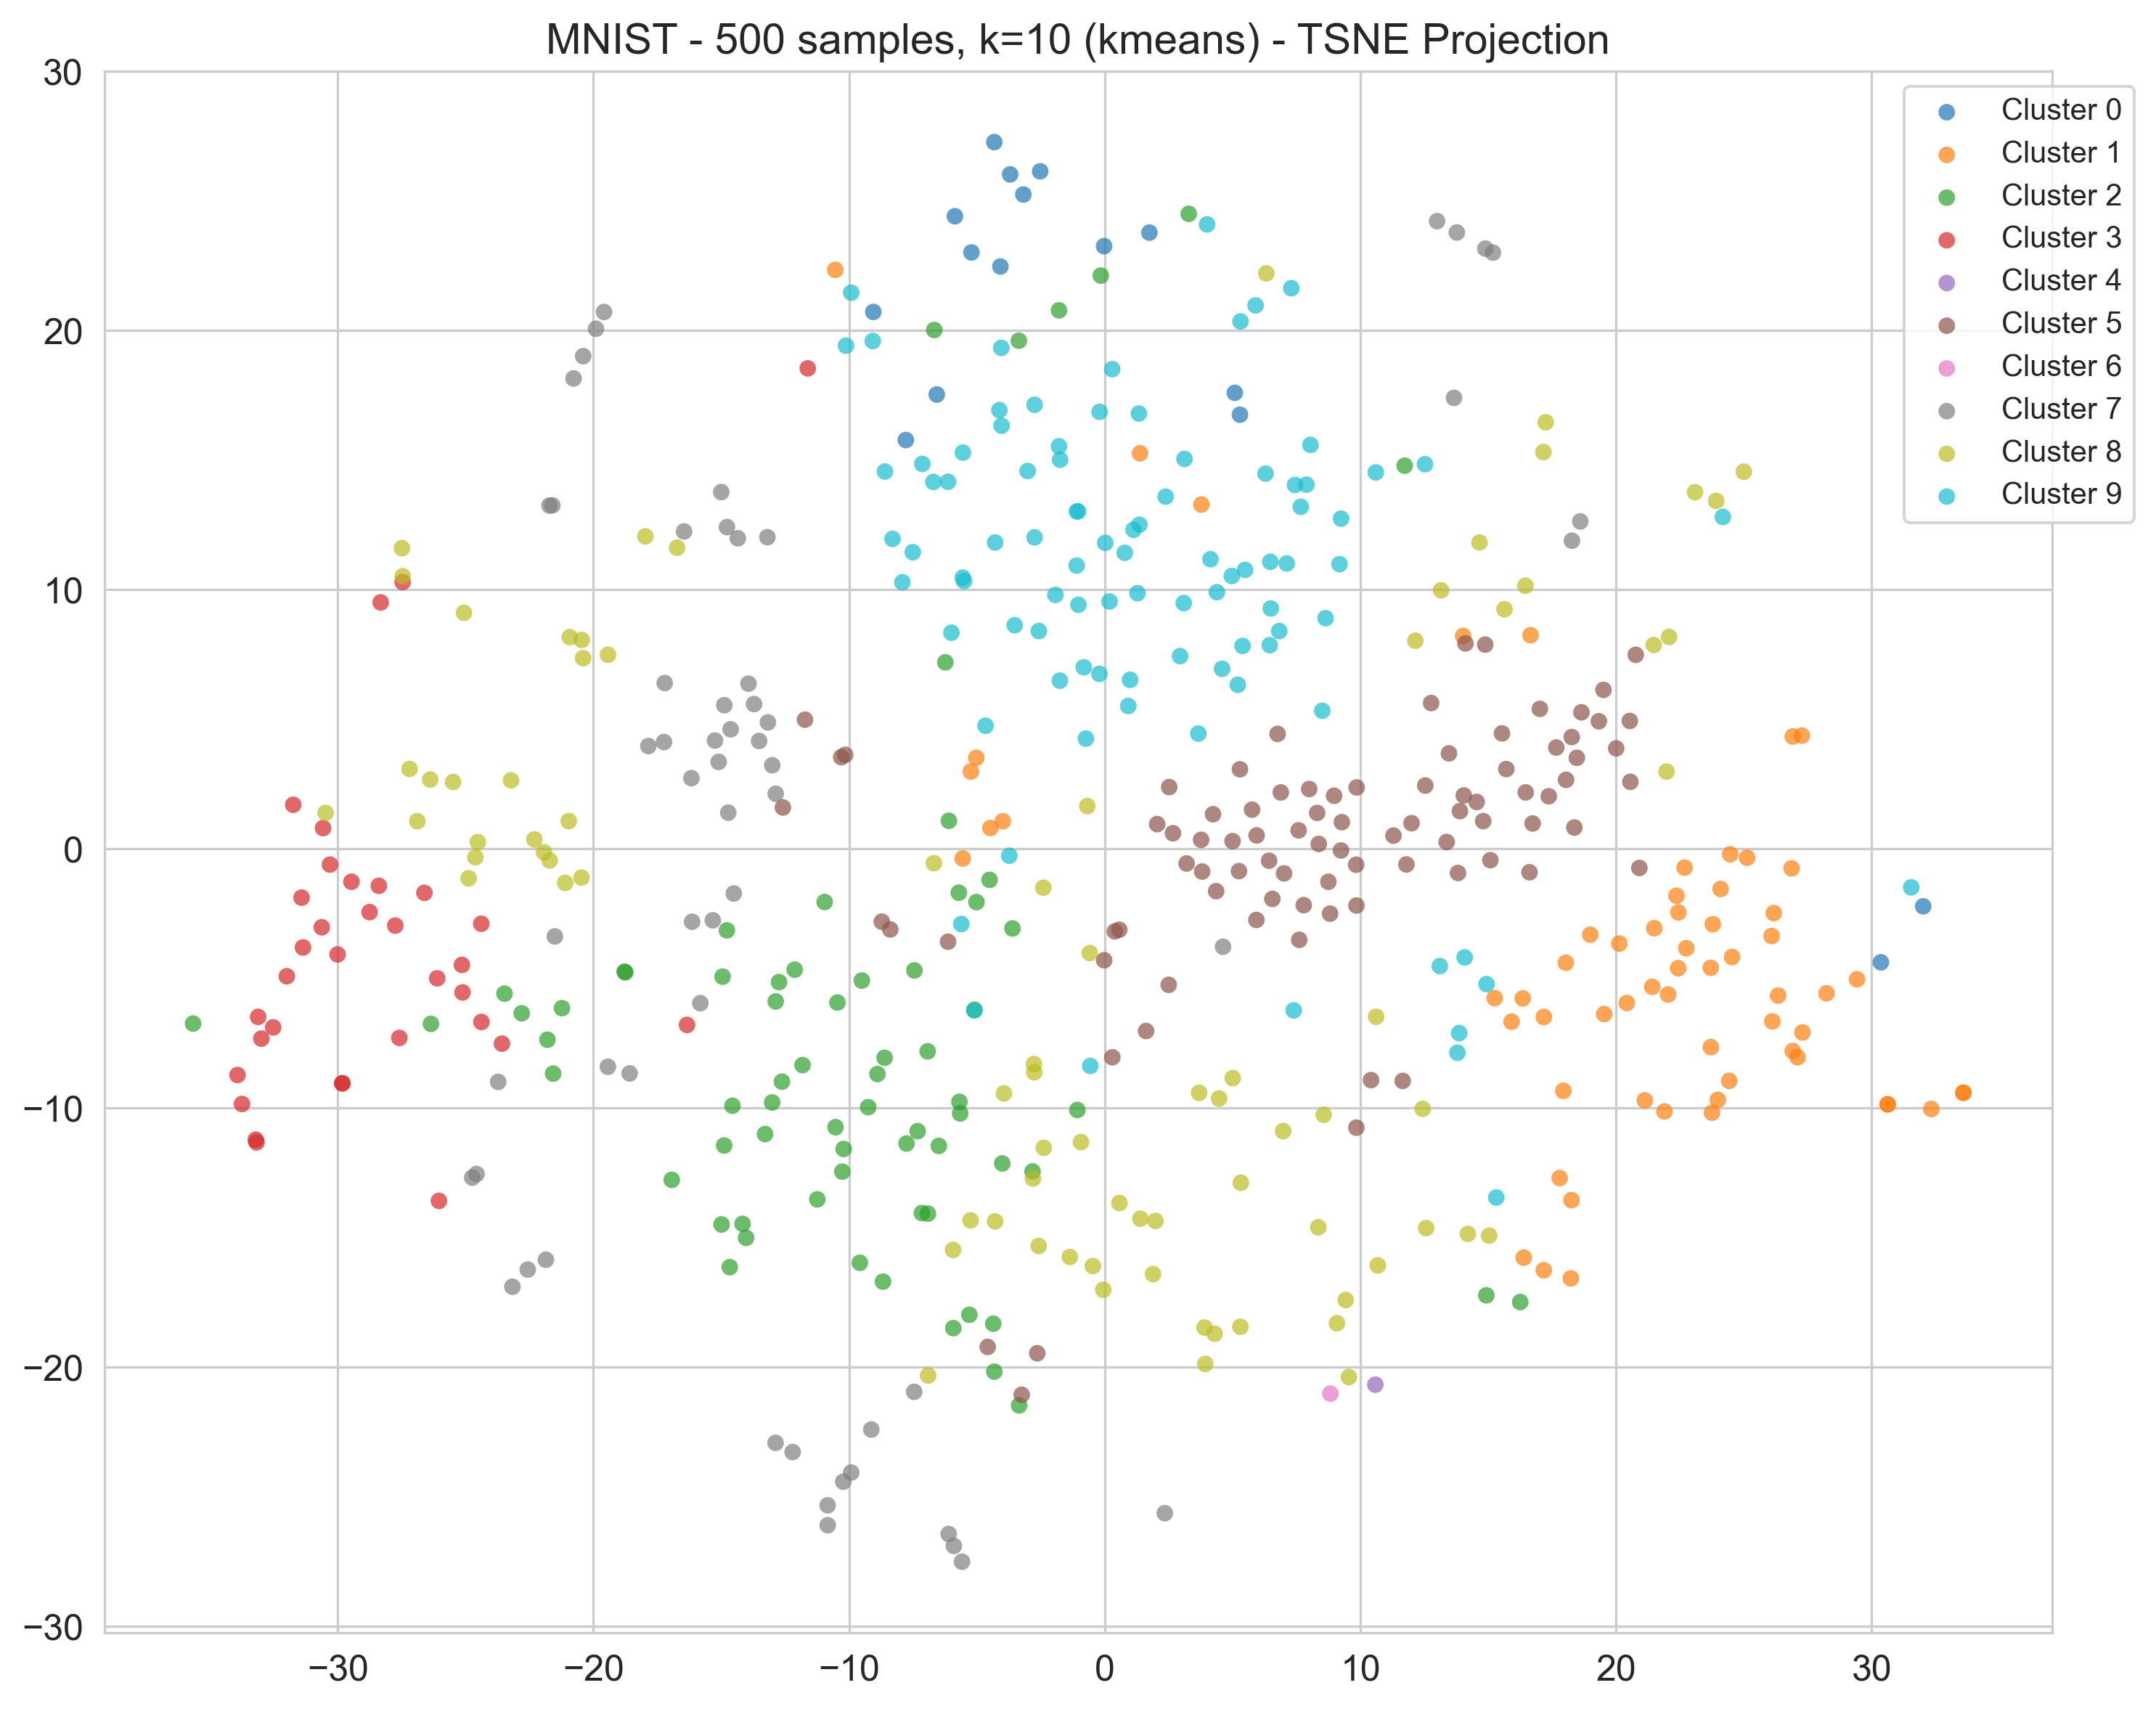 MNIST - 500 samples, k=10 (kmeans) - TSNE Projection
30
20
10
0
−10
−20
−30
−30 −20 −10 0 10 20 30
Cluster 0
Cluster 1
Cluster 2
Cluster 3
Cluster 4
Cluster 5
Cluster 6
Cluster 7
Cluster 8
Cluster 9